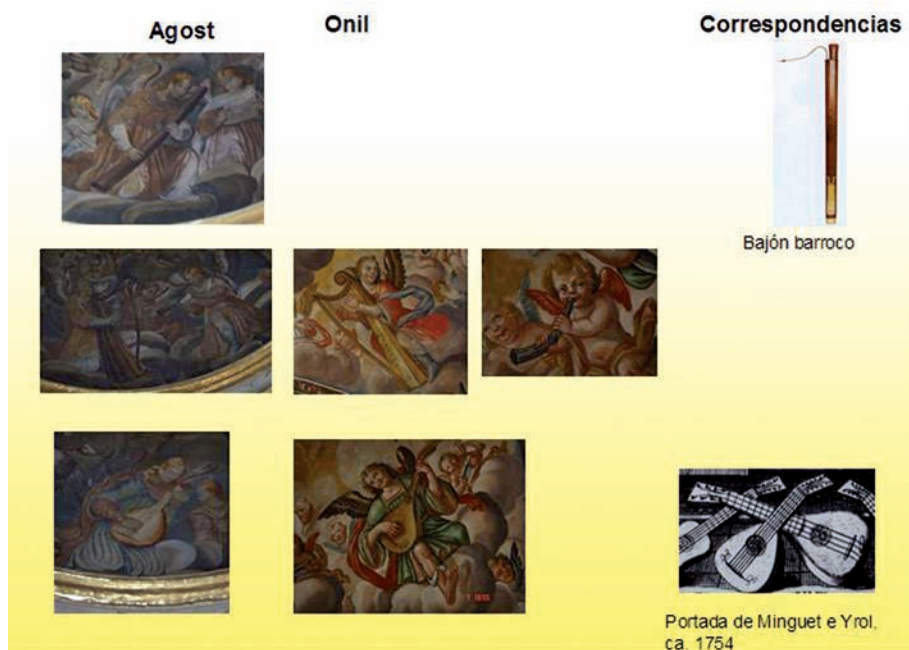 Agost
Onil
Correspondencias
Bajón barroco
Portada de Minguet e Yrol,
ca. 1754